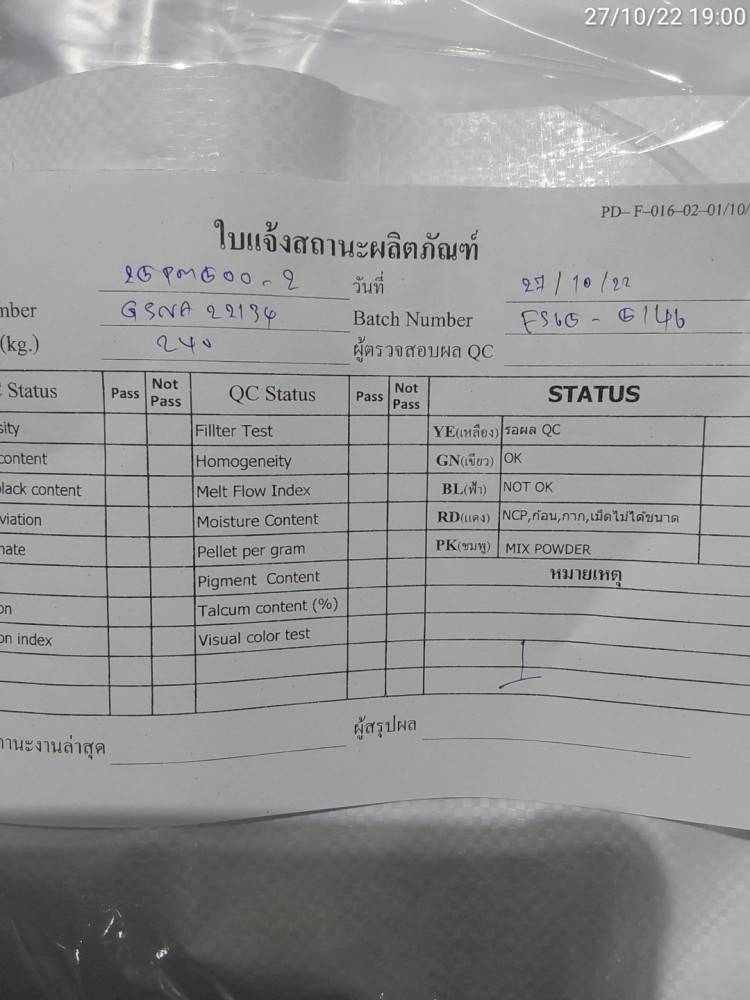 27/10/22 19:00
PD-F-016-02-01/10/
ใบแจ้งสถานะผลิตภัณฑ์
วันที่ 27/10/22
mber GSNA 22134 Batch Number
(kg.) 240 ผู้ตรวจสอบผล QC
Status Pass Not Pass QC Status Pass Not Pass STATUS
sity Fillter Test YE(เหลือง) รอผล QC
content Homogeneity GN(เขียว) OK
lack content Melt Flow Index BL(ฟ้า) NOT OK
viation Moisture Content RD(แดง) NCP,ก้อน,กาก,เม็ดไม่ได้ขนาด
nate Pellet per gram PK(ชมพู) MIX POWDER
Pigment Content หมายเหตุ
on Talcum content (%)
on index Visual color test
านะงานล่าสุด ผู้สรุปผล